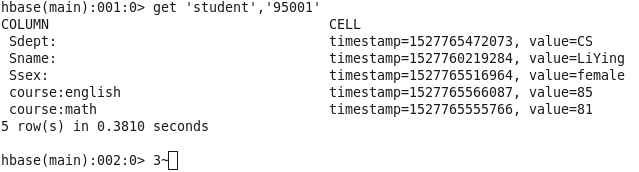 hbase(main):001:0> get 'student','95001'
COLUMN CELL
Sdept: timestamp=1527765472073, value=CS
Sname: timestamp=1527760219284, value=LiYing
Ssex: timestamp=1527765516964, value=female
course:english timestamp=1527765566087, value=85
course:math timestamp=1527765555766, value=81
5 row(s) in 0.3810 seconds
hbase(main):002:0> 3~